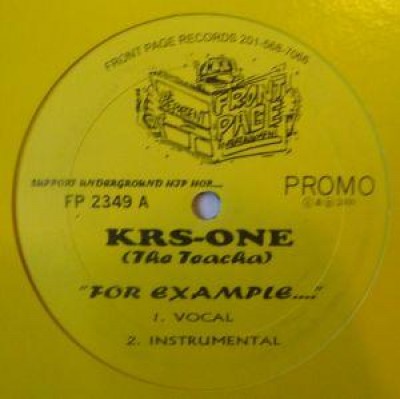 FRONT PAGE RECORDS 201-568-7066
FRONT
PAGE
SUPPORT UNDERGROUND HIP HOP....
PROMO
FP 2349 A
KRS-ONE
(The Teacha)
"FOR EXAMPLE...."
1. VOCAL
2. INSTRUMENTAL